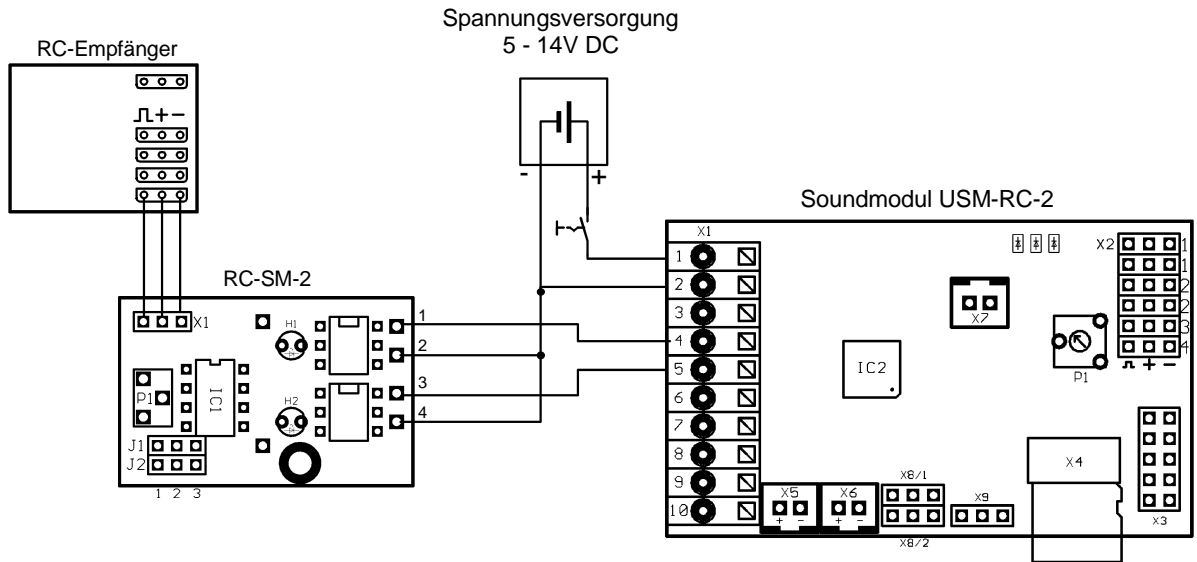 Spannungsversorgung
5 - 14V DC
RC-Empfänger
+ -
- +
Soundmodul USM-RC-2
RC-SM-2
X1
H1
P1
IC1
H2
J1
J2
1 2 3
1
2
3
4
X1
1
2
3
4
5
6
7
8
9
10
X7
IC2
P1
X2
1
1
2
2
3
4
+ -
X5
+ -
X6
+ -
X8/1
X8/2
X9
X4
X3